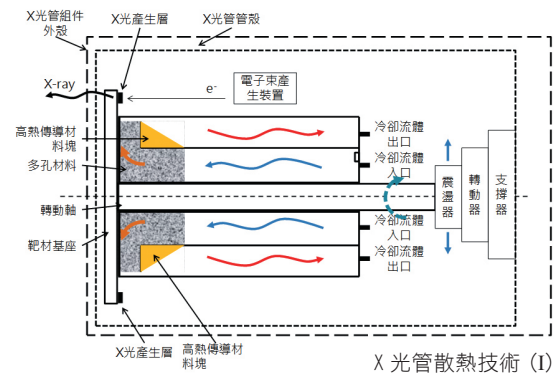 X光管組件
外殼
X光產生層
X光管管殼
X-ray
e-
電子束產
生裝置
高熱傳導材
料塊
多孔材料
轉動軸
靶材基座
冷卻流體
出口
冷卻流體
入口
冷卻流體
入口
冷卻流體
出口
震盪器
轉動器
支撐器
X光產生層
高熱傳導材
料塊
X光管散熱技術 (I)